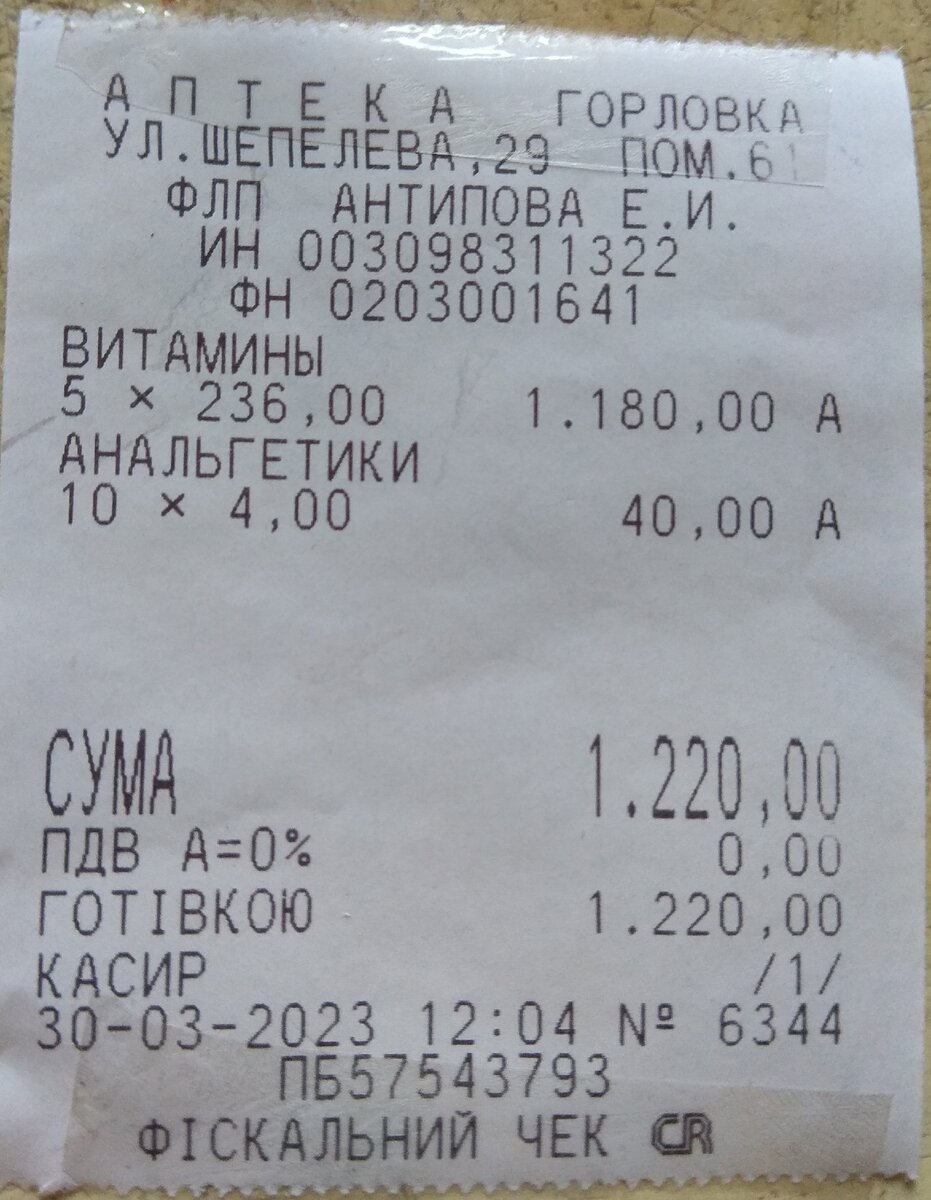 АПТЕКА ГОРЛОВКА
УЛ.ШЕПЕЛЕВА,29 ПОМ.61
ФЛП АНТИПОВА Е.И.
ИН 003098311322
ФН 0203001641
ВИТАМИНЫ
5 × 236,00 1.180,00 А
АНАЛЬГЕТИКИ
10 × 4,00 40,00 А
СУМА 1.220,00
ПДВ А=0% 0,00
ГОТІВКОЮ 1.220,00
КАСИР /1/
30-03-2023 12:04 № 6344
ПБ57543793
ФІСКАЛЬНИЙ ЧЕК CR